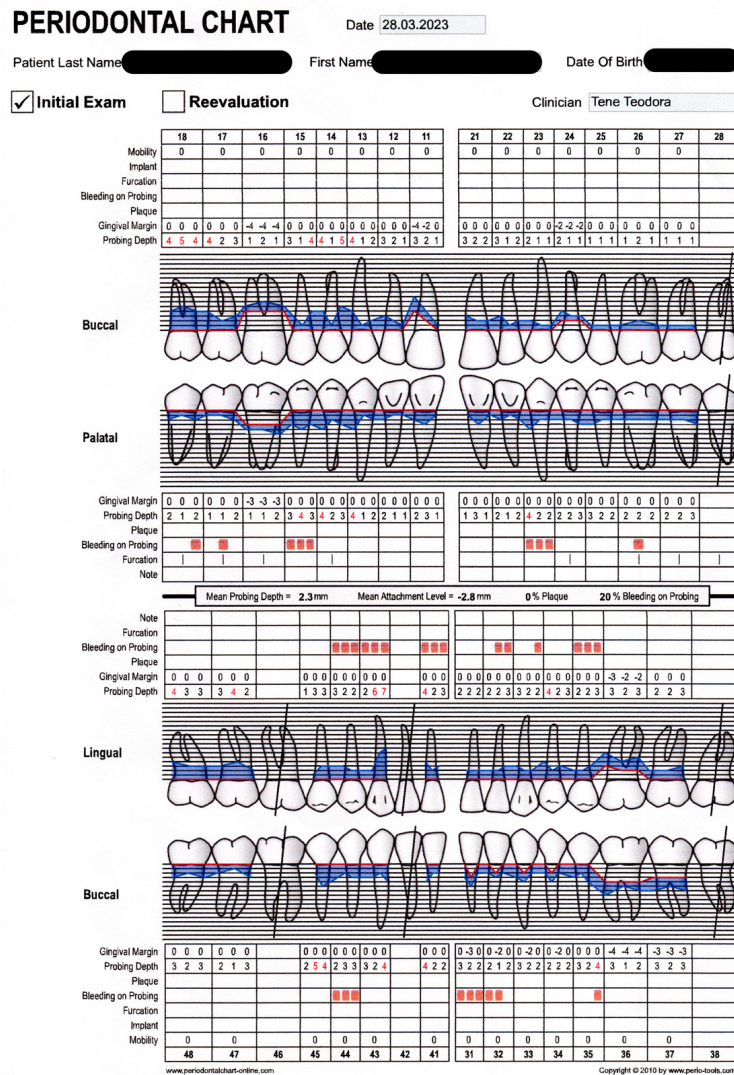 PERIODONTAL CHART Date 28.03.2023
Patient Last Name First Name Date Of Birth
Initial Exam Reevaluation Clinician Tene Teodora
18 17 16 15 14 13 12 11 21 22 23 24 25 26 27 28
Mobility 0 0 0 0 0 0 0 0 0 0 0 0 0 0 0
Implant
Furcation
Bleeding on Probing
Plaque
Gingival Margin 0 0 0 0 0 0 -4 -4 -4 0 0 0 0 0 0 0 0 0 0 0 0 -4 -2 0 0 0 0 0 0 0 0 0 0 -2 -2 -2 0 0 0 0 0 0 0 0 0
Probing Depth 4 5 4 4 2 3 1 2 1 3 1 4 4 1 5 4 1 2 3 2 1 3 2 1 3 2 2 3 1 2 2 1 1 2 1 1 1 1 1 1 2 1 1 1 1
Buccal
Palatal
Gingival Margin 0 0 0 0 0 0 -3 -3 -3 0 0 0 0 0 0 0 0 0 0 0 0 0 0 0 0 0 0 0 0 0 0 0 0 0 0 0 0 0 0 0 0 0 0 0 0
Probing Depth 2 1 2 1 1 2 1 1 2 3 4 3 4 2 3 4 1 2 2 1 1 2 3 1 1 3 1 2 1 2 4 2 2 2 2 3 3 2 2 2 2 2 2 2 3
Plaque
Bleeding on Probing
Furcation
Note
Mean Probing Depth = 2.3 mm Mean Attachment Level = -2.8 mm 0 % Plaque 20 % Bleeding on Probing
Note
Furcation
Bleeding on Probing
Plaque
Gingival Margin 0 0 0 0 0 0 0 0 0 0 0 0 0 0 0 0 0 0 0 0 0 0 0 0 0 0 0 0 0 0 0 0 0 -3 -2 -2 0 0 0
Probing Depth 4 3 3 3 4 2 1 3 3 3 2 2 2 6 7 4 2 3 2 2 2 2 2 3 3 2 2 4 2 3 2 2 3 3 2 3 2 2 3
Lingual
Buccal
Gingival Margin 0 0 0 0 0 0 0 0 0 0 0 0 0 0 0 0 0 0 0 -3 0 0 -2 0 0 -2 0 0 -2 0 0 0 0 -4 -4 -4 -3 -3 -3
Probing Depth 3 2 3 2 1 3 2 5 4 2 3 3 3 2 4 4 2 2 3 2 2 2 1 2 3 2 2 2 2 2 3 2 4 3 1 2 3 2 3
Plaque
Bleeding on Probing
Furcation
Implant
Mobility 0 0 0 0 0 0 0 0 0 0 0 0 0
48 47 46 45 44 43 42 41 31 32 33 34 35 36 37 38
www.periodontalchart-online.com Copyright © 2010 by www.perio-tools.com